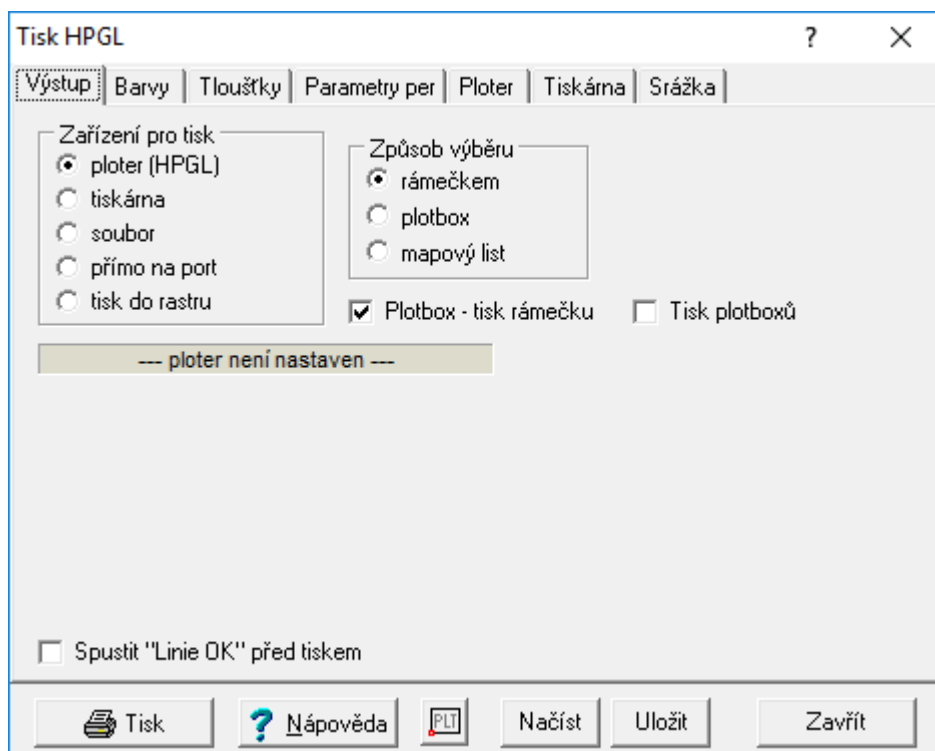 Tisk HPGL
Výstup Barvy Tloušťky Parametry per Ploter Tiskárna Srážka
Zařízení pro tisk
ploter (HPGL)
tiskárna
soubor
přímo na port
tisk do rastru
Způsob výběru
rámečkem
plotbox
mapový list
Plotbox - tisk rámečku Tisk plotboxů
--- ploter není nastaven ---
Spustit "Linie OK" před tiskem
Tisk ? Nápověda PLT Načíst Uložit Zavřít